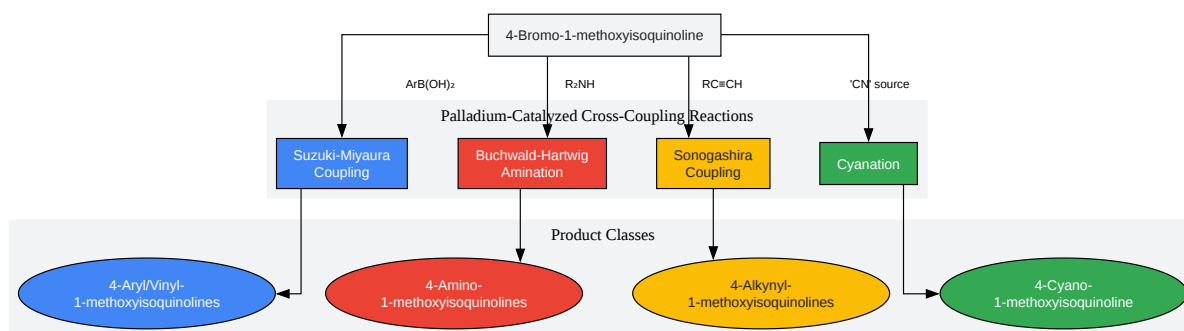 4-Bromo-1-methoxyisoquinoline
ArB(OH)₂
R₂NH
RC≡CH
'CN' source
Palladium-Catalyzed Cross-Coupling Reactions
Suzuki-Miyaura
Coupling
Buchwald-Hartwig
Amination
Sonogashira
Coupling
Cyanation
Product Classes
4-Aryl/Vinyl-
1-methoxyisoquinolines
4-Amino-
1-methoxyisoquinolines
4-Alkynyl-
1-methoxyisoquinolines
4-Cyano-
1-methoxyisoquinoline